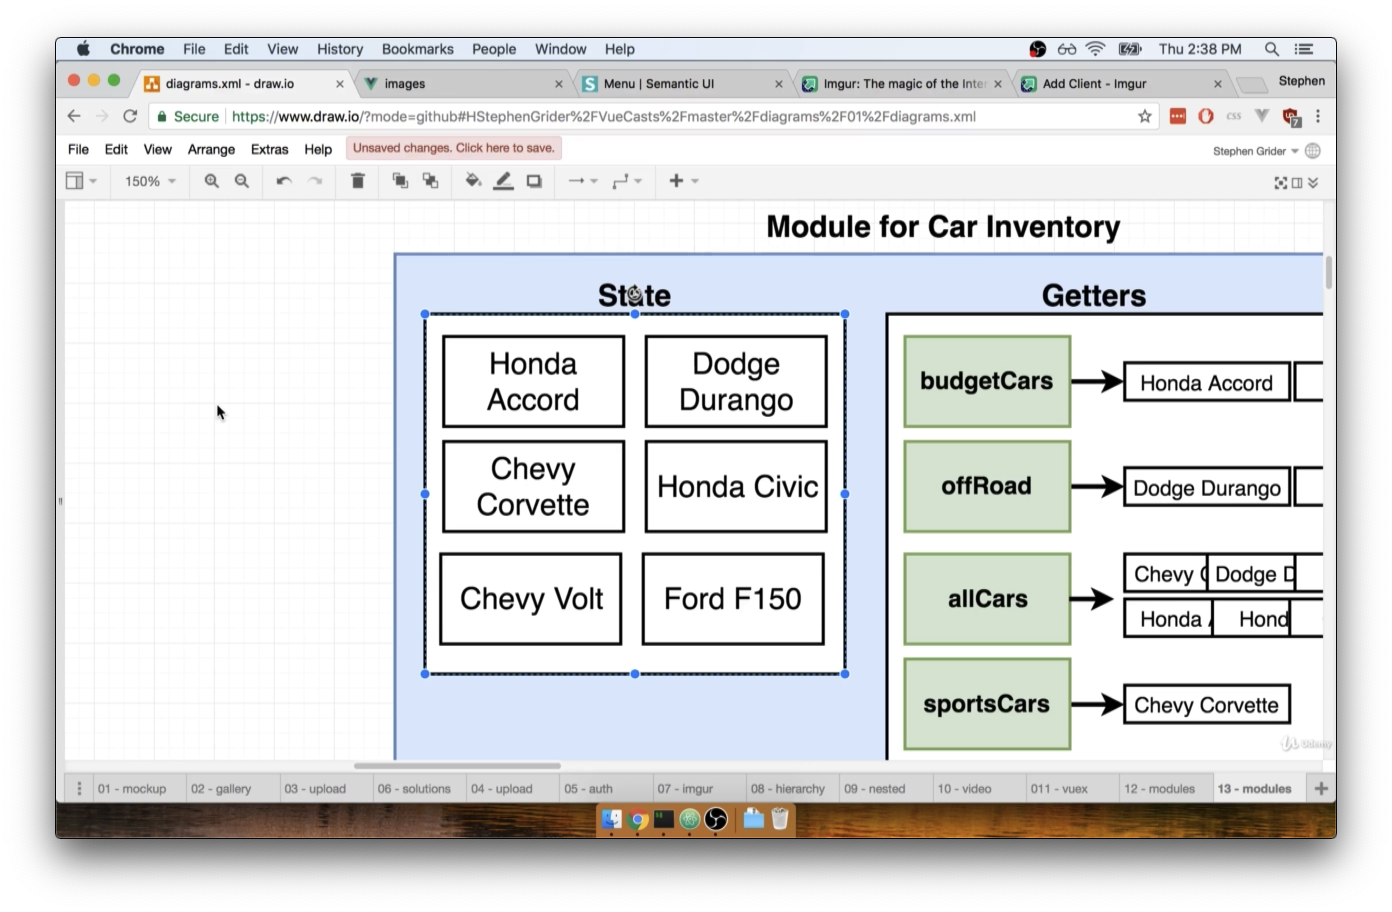 Chrome File Edit View History Bookmarks People Window Help Thu 2:38 PM
diagrams.xml - draw.io images Menu | Semantic UI Imgur: The magic of the Inter Add Client - Imgur Stephen
Secure https://www.draw.io/?mode=github#HStephenGrider%2FVueCasts%2Fmaster%2Fdiagrams%2F01%2Fdiagrams.xml
File Edit View Arrange Extras Help Unsaved changes. Click here to save. Stephen Grider
150%
Module for Car Inventory
State Getters
Honda
Accord
Dodge
Durango
budgetCars Honda Accord
Chevy
Corvette
Honda Civic
offRoad Dodge Durango
Chevy Volt Ford F150
allCars
Chevy Dodge D
Honda Hond
sportsCars Chevy Corvette
Udemy
01 - mockup 02 - gallery 03 - upload 06 - solutions 04 - upload 05 - auth 07 - imgur 08 - hierarchy 09 - nested 10 - video 011 - vuex 12 - modules 13 - modules